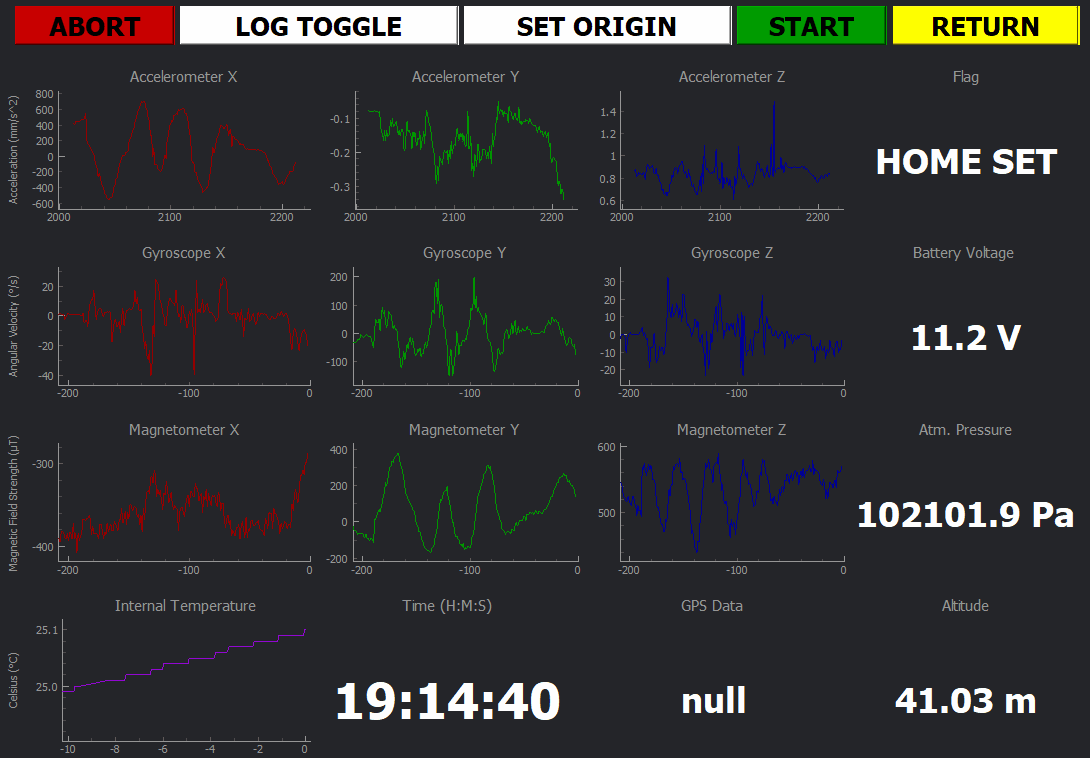 ABORT LOG TOGGLE SET ORIGIN START RETURN
Accelerometer X Accelerometer Y Accelerometer Z Flag
Acceleration (mm/s^2)
800
600
400
200
0
-200
-400
-600
2000 2100 2200
-0.1
-0.2
-0.3
2000 2100 2200
1.4
1.2
1
0.8
0.6
2000 2100 2200
HOME SET
Gyroscope X Gyroscope Y Gyroscope Z Battery Voltage
Angular Velocity (°/s)
20
0
-20
-40
-200 -100 0
200
100
0
-100
-200 -100 0
30
20
10
0
-10
-20
-200 -100 0
11.2 V
Magnetometer X Magnetometer Y Magnetometer Z Atm. Pressure
Magnetic Field Strength (µT)
-300
-400
-200 -100 0
400
200
0
-200
-200 -100 0
600
500
-200 -100 0
102101.9 Pa
Internal Temperature Time (H:M:S) GPS Data Altitude
Celsius (°C)
25.1
25.0
-10 -8 -6 -4 -2 0
19:14:40
null
41.03 m